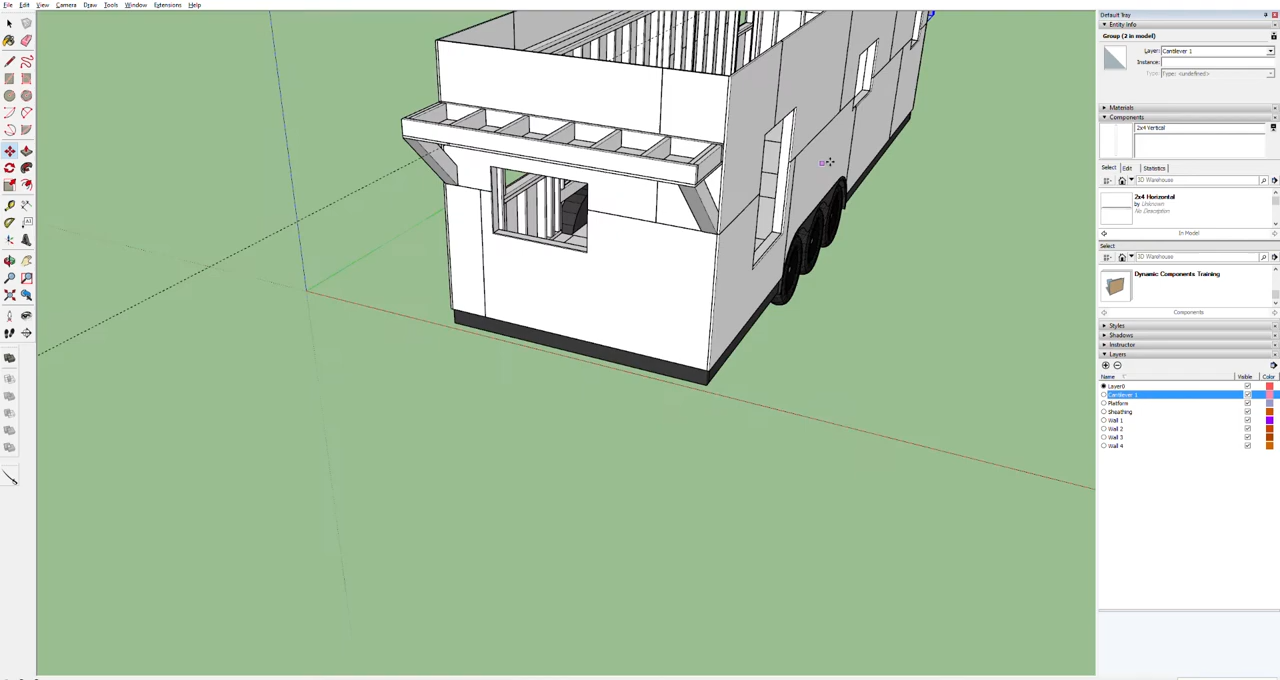 File Edit View Camera Draw Tools Window Extensions Help
Default Tray
Entity Info
Group (2 in model)
Layer: Cantilever 1
Instance:
Type: Type: <undefined>
Materials
Components
2x4 Vertical
Select Edit Statistics
3D Warehouse
2x4 Horizontal
by Unknown
No Description
In Model
Select
3D Warehouse
Dynamic Components Training
Components
Styles
Shadows
Instructor
Layers
Name Visible Color
Layer0
Cantilever 1
Platform
Sheathing
Wall 1
Wall 2
Wall 3
Wall 4